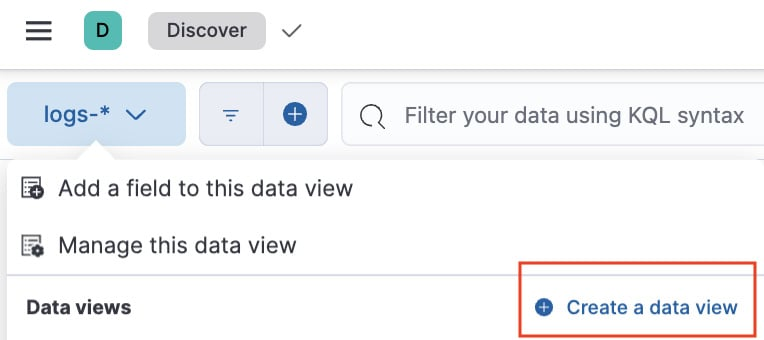 D Discover
logs-* Filter your data using KQL syntax
Add a field to this data view
Manage this data view
Data views Create a data view